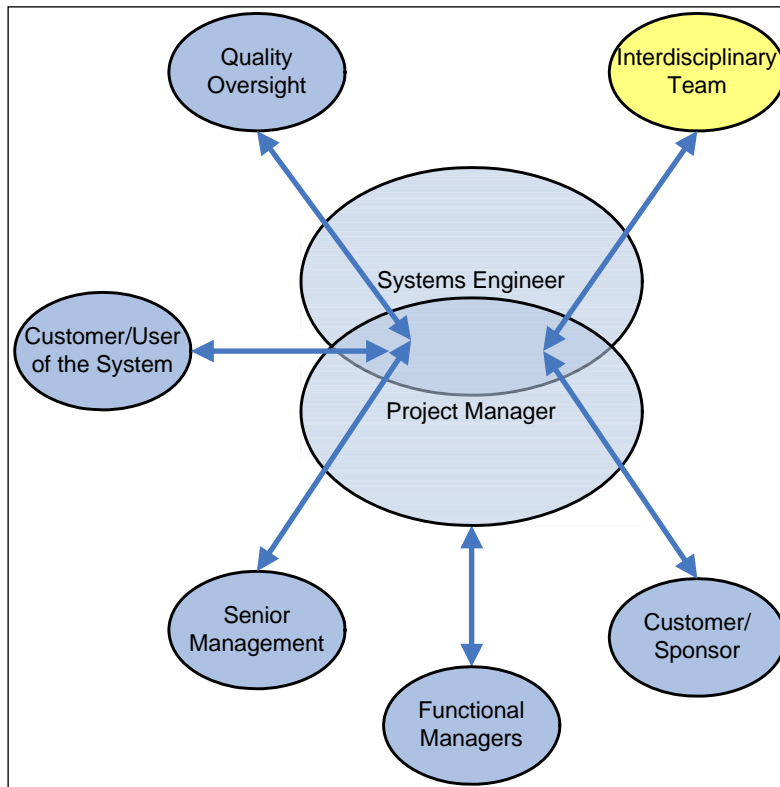 Quality
Oversight
Interdisciplinary
Team
Systems Engineer
Customer/User
of the System
Project Manager
Senior
Management
Customer/
Sponsor
Functional
Managers